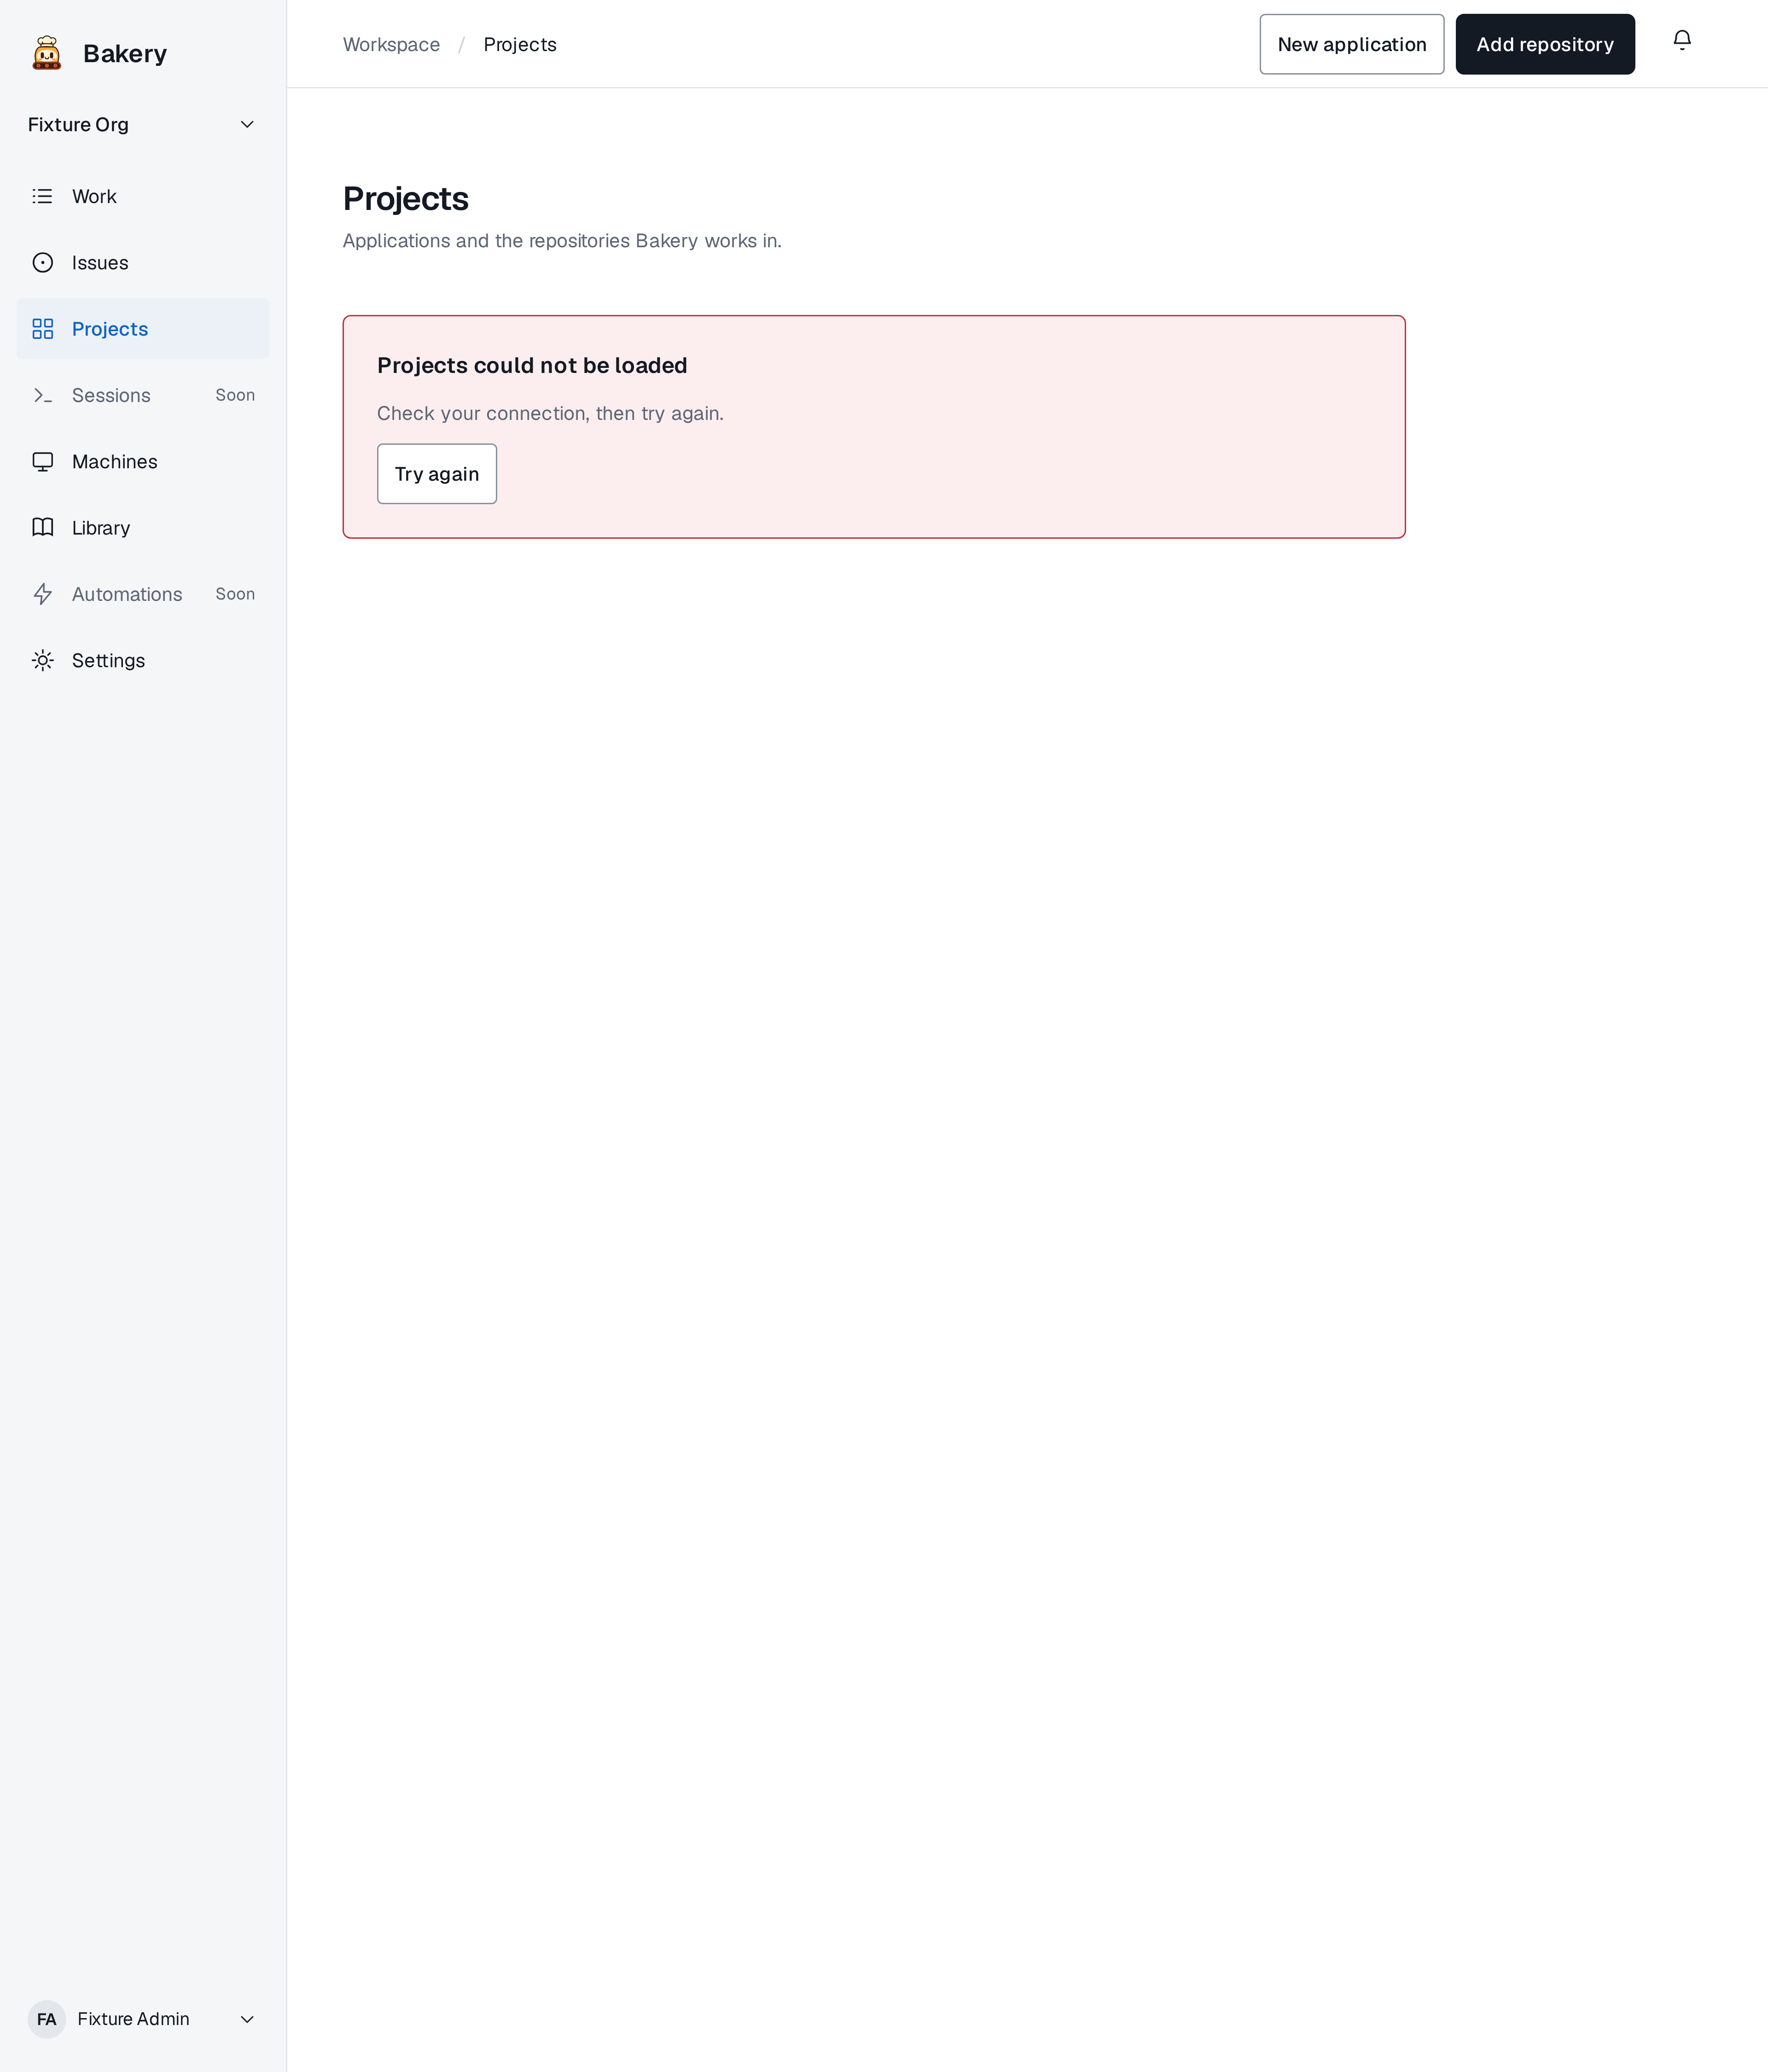 Bakery
Fixture Org
Work
Issues
Projects
Sessions Soon
Machines
Library
Automations Soon
Settings
FA Fixture Admin
Workspace / Projects
New application
Add repository
Projects
Applications and the repositories Bakery works in.
Projects could not be loaded
Check your connection, then try again.
Try again